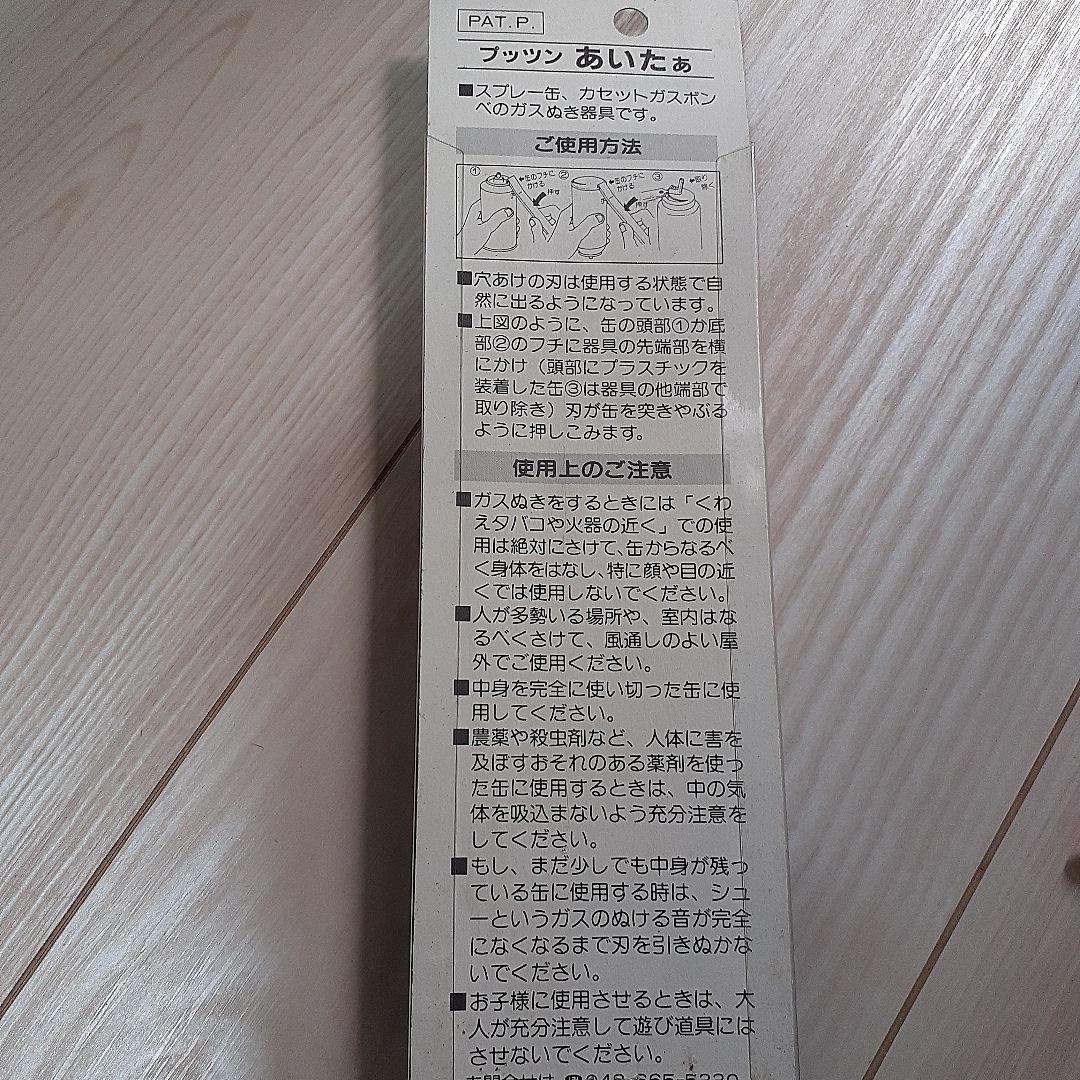 PAT.P.
プッツン あいたぁ
■スプレー缶、カセットガスボン
ベのガスぬき器具です。
ご使用方法
① ←缶のフチにかける 押す ② ←缶のフチにかける 押す ③ ←取り除く
■穴あけの刃は使用する状態で自
然に出るようになっています。
■上図のように、缶の頭部①か底
部②のフチに器具の先端部を横
にかけ（頭部にプラスチックを
装着した缶③は器具の他端部で
取り除き）刃が缶を突きやぶる
ように押しこみます。
使用上のご注意
■ガスぬきをするときには「くわ
えタバコや火器の近く」での使
用は絶対にさけて、缶からなるべ
く身体をはなし、特に顔や目の近
くでは使用しないでください。
■人が多勢いる場所や、室内はな
るべくさけて、風通しのよい屋
外でご使用ください。
■中身を完全に使い切った缶に使
用してください。
■農薬や殺虫剤など、人体に害を
及ぼすおそれのある薬剤を使っ
た缶に使用するときは、中の気
体を吸込まないよう充分注意を
してください。
■もし、まだ少しでも中身が残っ
ている缶に使用する時は、シュ
ーというガスのぬける音が完全
になくなるまで刃を引きぬかな
いでください。
■お子様に使用させるときは、大
人が充分注意して遊び道具には
させないでください。